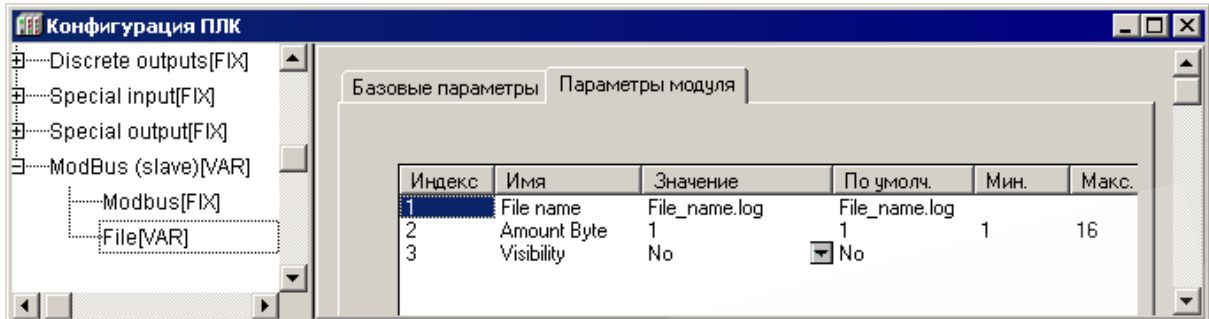 Конфигурация ПЛК
Discrete outputs[FIX]
Special input[FIX]
Special output[FIX]
ModBus (slave)[VAR]
Modbus[FIX]
File[VAR]
Базовые параметры Параметры модуля
Индекс Имя Значение По умолч. Мин. Макс.
1 File name File_name.log File_name.log
2 Amount Byte 1 1 1 16
3 Visibility No No